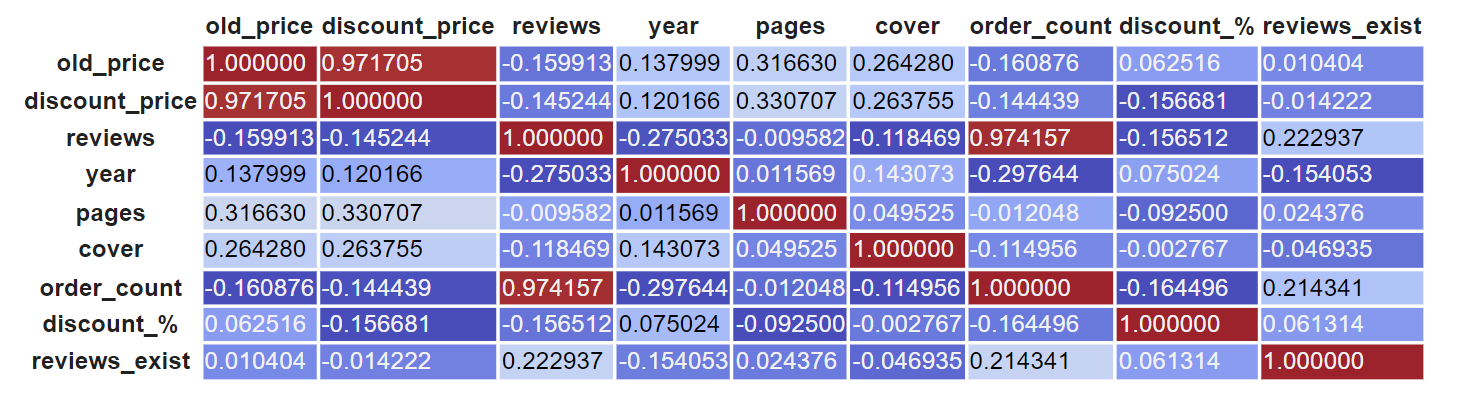 old_price discount_price reviews year pages cover order_count discount_% reviews_exist
old_price 1.000000 0.971705 -0.159913 0.137999 0.316630 0.264280 -0.160876 0.062516 0.010404
discount_price 0.971705 1.000000 -0.145244 0.120166 0.330707 0.263755 -0.144439 -0.156681 -0.014222
reviews -0.159913 -0.145244 1.000000 -0.275033 -0.009582 -0.118469 0.974157 -0.156512 0.222937
year 0.137999 0.120166 -0.275033 1.000000 0.011569 0.143073 -0.297644 0.075024 -0.154053
pages 0.316630 0.330707 -0.009582 0.011569 1.000000 0.049525 -0.012048 -0.092500 0.024376
cover 0.264280 0.263755 -0.118469 0.143073 0.049525 1.000000 -0.114956 -0.002767 -0.046935
order_count -0.160876 -0.144439 0.974157 -0.297644 -0.012048 -0.114956 1.000000 -0.164496 0.214341
discount_% 0.062516 -0.156681 -0.156512 0.075024 -0.092500 -0.002767 -0.164496 1.000000 0.061314
reviews_exist 0.010404 -0.014222 0.222937 -0.154053 0.024376 -0.046935 0.214341 0.061314 1.000000